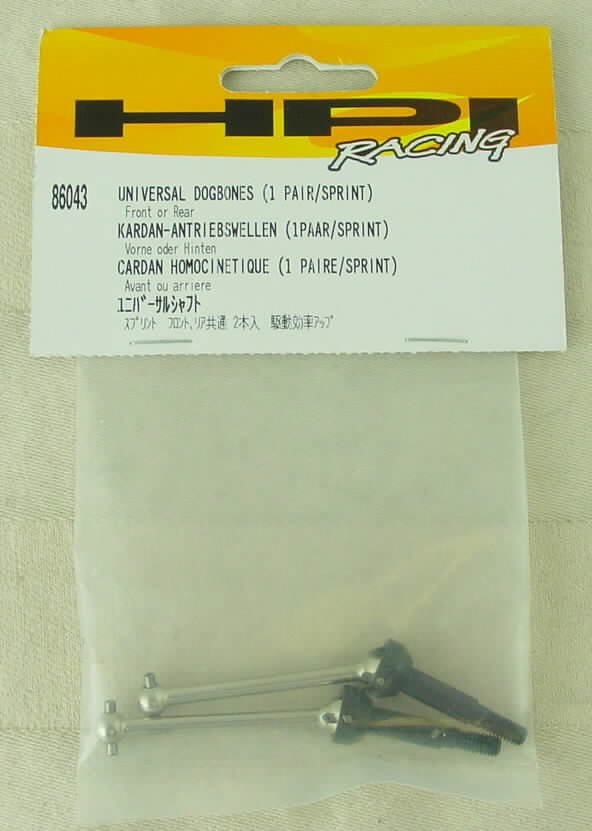 HPI
RACING
86043 UNIVERSAL DOGBONES (1 PAIR/SPRINT)
Front or Rear
KARDAN-ANTRIEBSWELLEN (1PAAR/SPRINT)
Vorne oder Hinten
CARDAN HOMOCINETIQUE (1 PAIRE/SPRINT)
Avant ou arriere
ユニバーサルシャフト
スプリント フロント,リア共通 2本入 駆動効率アップ